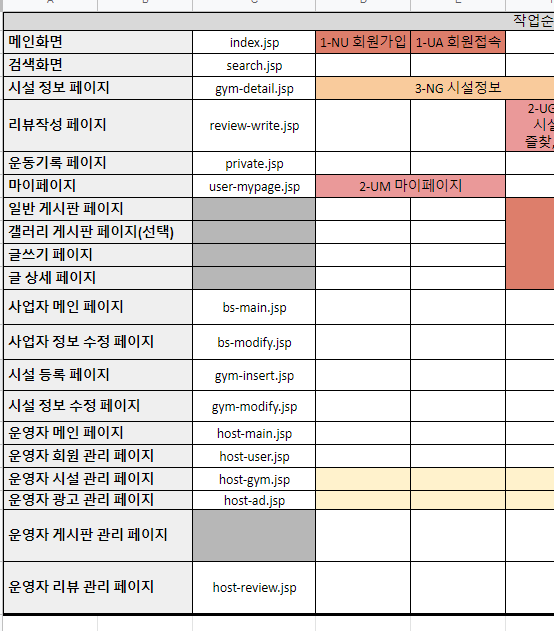 작업순
메인화면 index.jsp 1-NU 회원가입 1-UA 회원접속
검색화면 search.jsp
시설 정보 페이지 gym-detail.jsp 3-NG 시설정보
리뷰작성 페이지 review-write.jsp
2-UG
시설
즐찾,
운동기록 페이지 private.jsp
마이페이지 user-mypage.jsp 2-UM 마이페이지
일반 게시판 페이지
갤러리 게시판 페이지(선택)
글쓰기 페이지
글 상세 페이지
사업자 메인 페이지 bs-main.jsp
사업자 정보 수정 페이지 bs-modify.jsp
시설 등록 페이지 gym-insert.jsp
시설 정보 수정 페이지 gym-modify.jsp
운영자 메인 페이지 host-main.jsp
운영자 회원 관리 페이지 host-user.jsp
운영자 시설 관리 페이지 host-gym.jsp
운영자 광고 관리 페이지 host-ad.jsp
운영자 게시판 관리 페이지
운영자 리뷰 관리 페이지 host-review.jsp